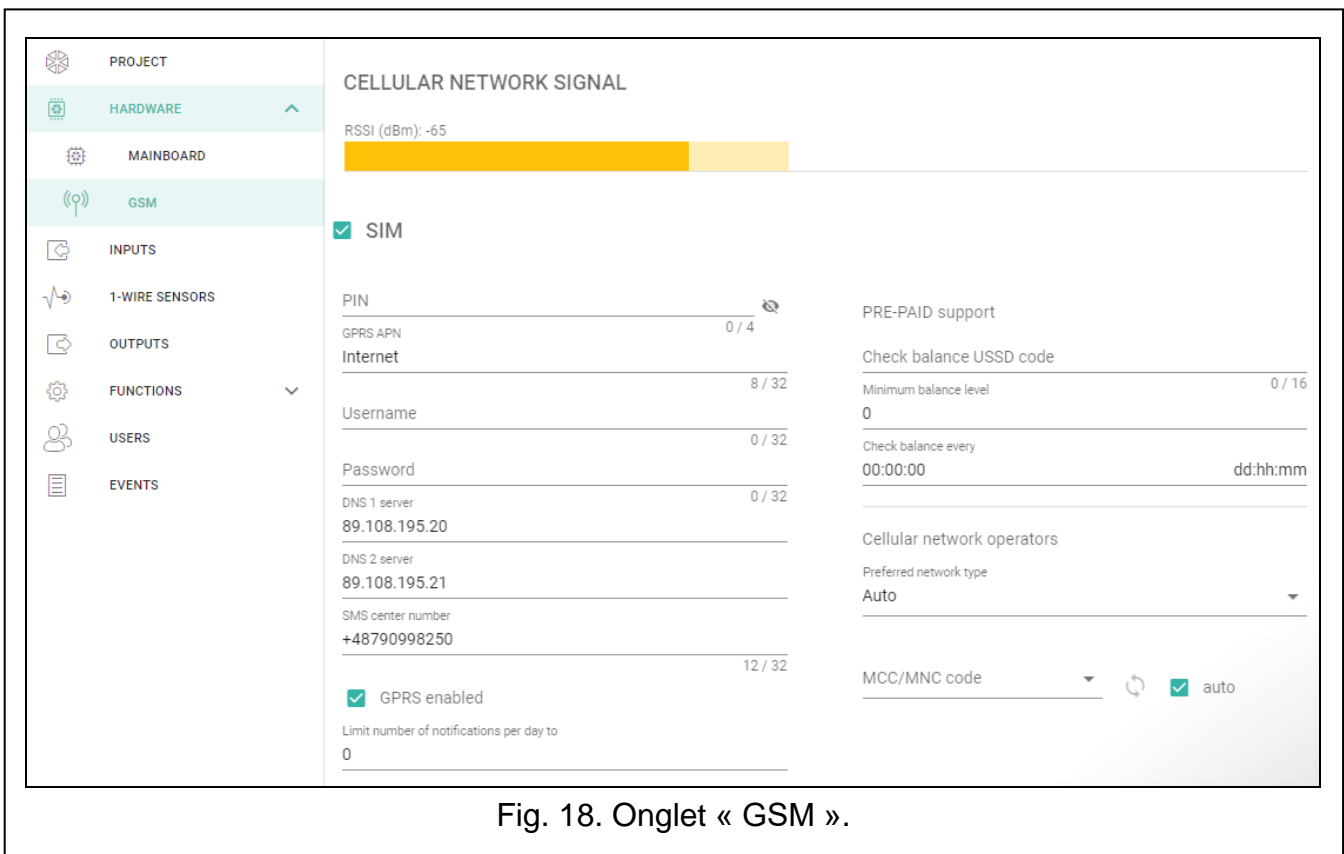 PROJECT
HARDWARE
MAINBOARD
GSM
INPUTS
1-WIRE SENSORS
OUTPUTS
FUNCTIONS
USERS
EVENTS
CELLULAR NETWORK SIGNAL
RSSI (dBm): -65
SIM
PIN
0 / 4
GPRS APN
Internet
8 / 32
Username
0 / 32
Password
0 / 32
DNS 1 server
89.108.195.20
DNS 2 server
89.108.195.21
SMS center number
+48790998250
12 / 32
GPRS enabled
Limit number of notifications per day to
0
PRE-PAID support
Check balance USSD code
0 / 16
Minimum balance level
0
Check balance every
00:00:00 dd:hh:mm
Cellular network operators
Preferred network type
Auto
MCC/MNC code auto
Fig. 18. Onglet « GSM ».